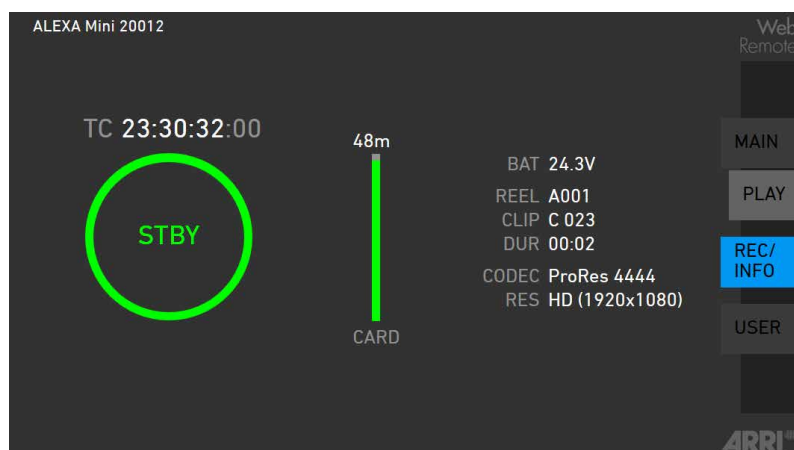 ALEXA Mini 20012
Web
Remote
TC 23:30:32:00
48m
STBY
CARD
BAT 24.3V
REEL A001
CLIP C 023
DUR 00:02
CODEC ProRes 4444
RES HD (1920x1080)
MAIN
PLAY
REC/
INFO
USER
ARRI